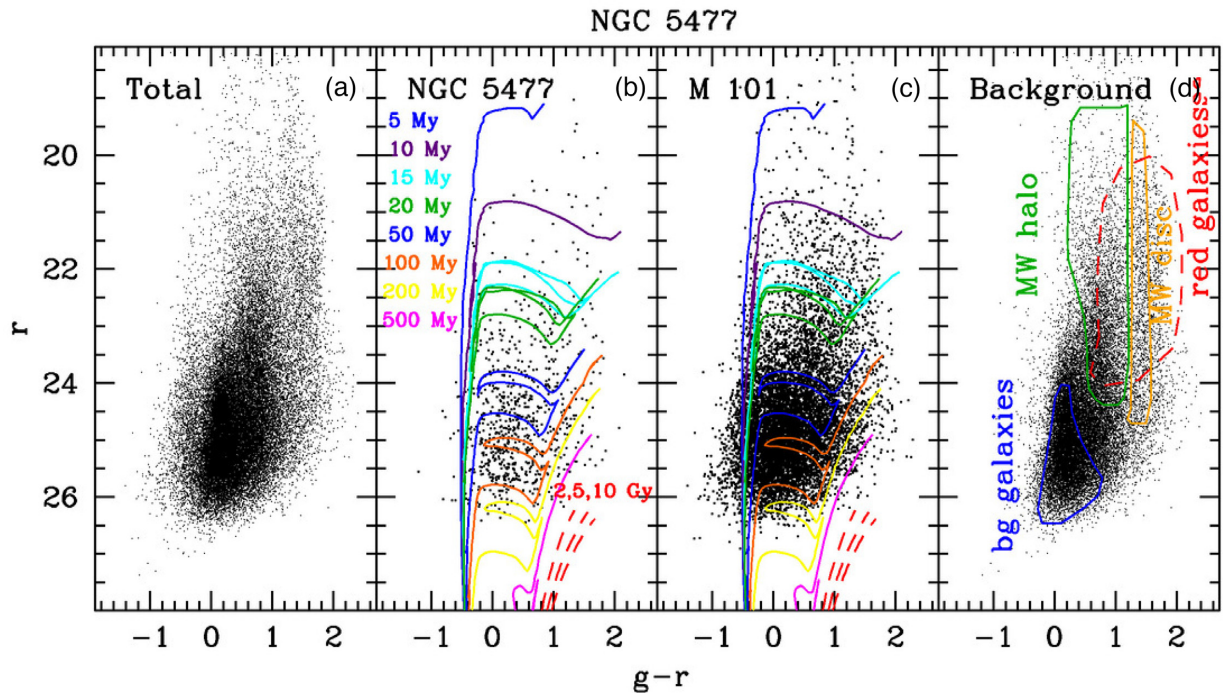 NGC 5477
Total (a)
NGC 5477 (b)
M 101 (c)
Background (d)
5 My
10 My
15 My
20 My
50 My
100 My
200 My
500 My
2,5,10 Gy
MW halo
MW disc
red galaxiess
bg galaxies
20
22
24
26
r
−1 0 1 2
−1 0 1 2
−1 0 1 2
−1 0 1 2
g−r